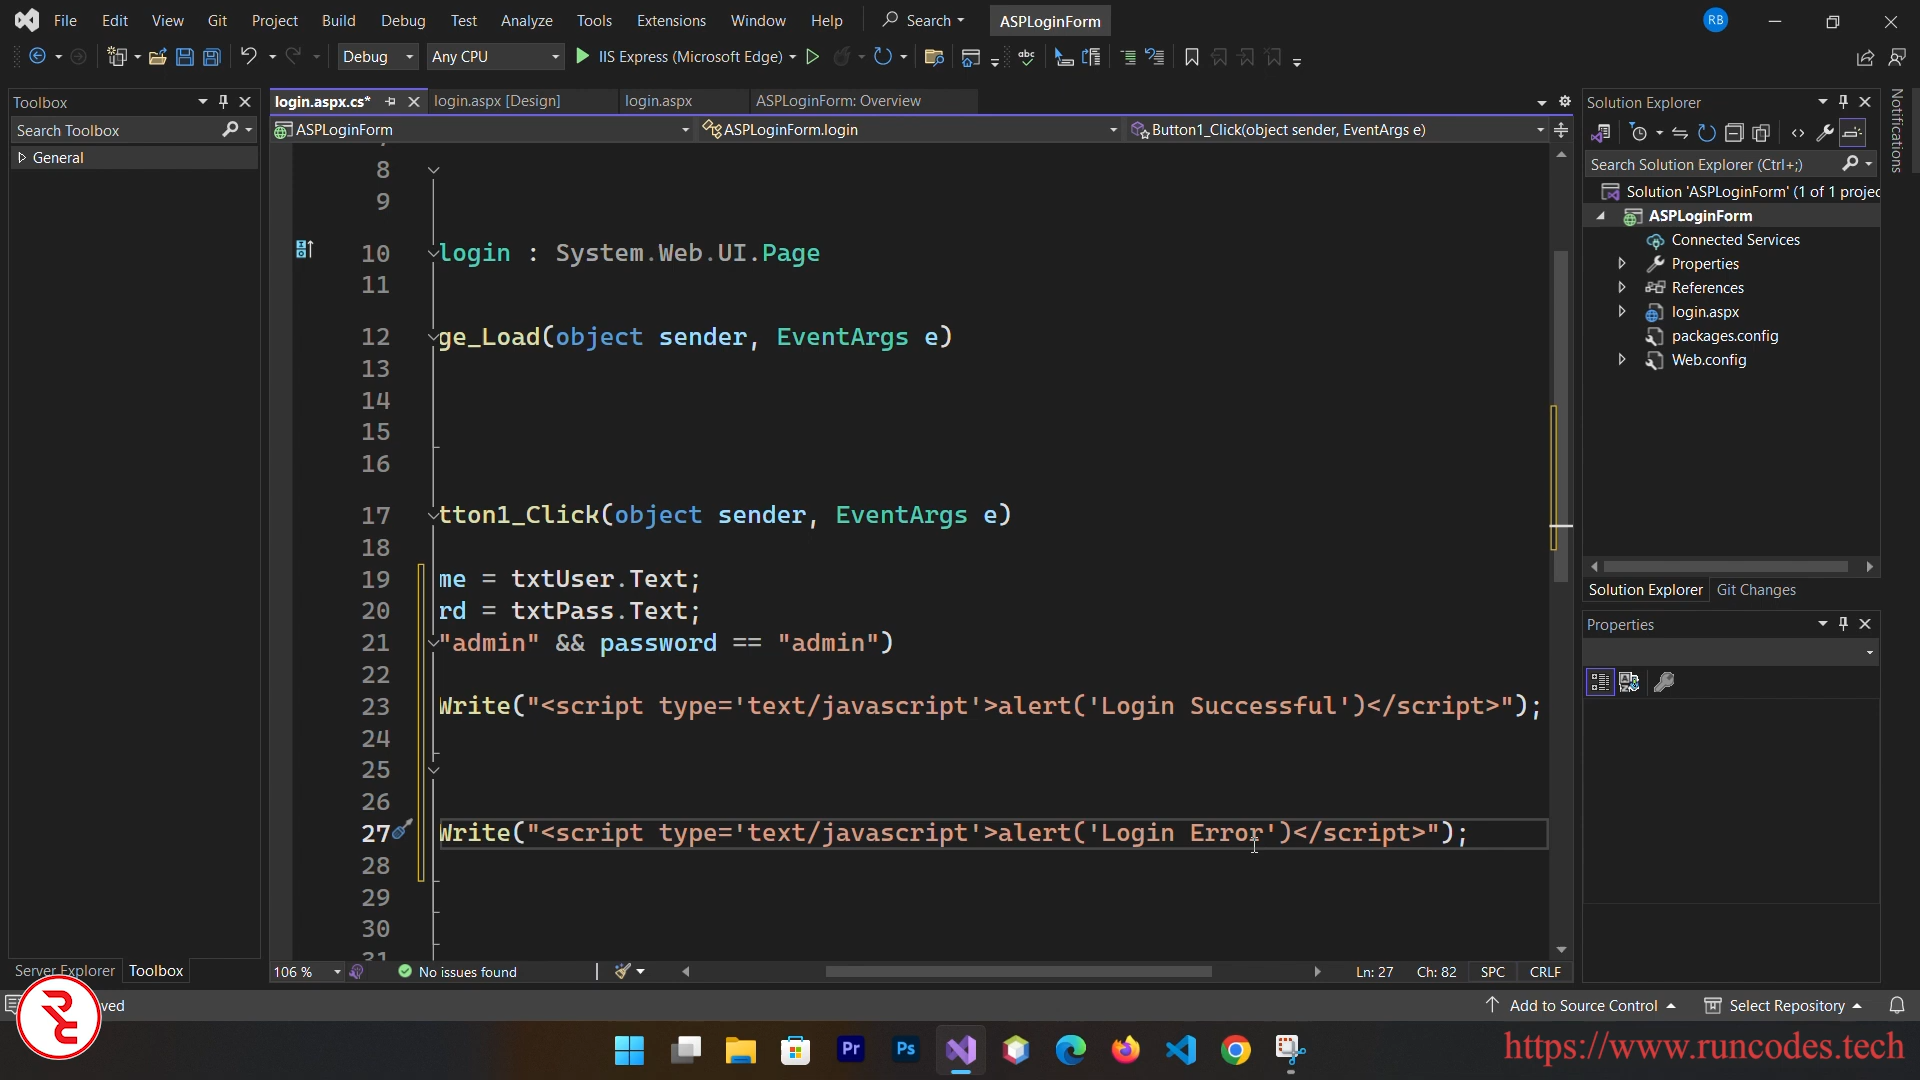 File Edit View Git Project Build Debug Test Analyze Tools Extensions Window Help Search ASPLoginForm RB
Debug Any CPU IIS Express (Microsoft Edge)
Toolbox
Search Toolbox
General
login.aspx.cs* login.aspx [Design] login.aspx ASPLoginForm: Overview
ASPLoginForm ASPLoginForm.login Button1_Click(object sender, EventArgs e)
8
9
10 login : System.Web.UI.Page
11
12 ge_Load(object sender, EventArgs e)
13
14
15
16
17 tton1_Click(object sender, EventArgs e)
18
19 me = txtUser.Text;
20 rd = txtPass.Text;
21 "admin" && password == "admin")
22
23 Write("<script type='text/javascript'>alert('Login Successful')</script>");
24
25
26
27 Write("<script type='text/javascript'>alert('Login Error')</script>");
28
29
30
31
106 % No issues found Ln: 27 Ch: 82 SPC CRLF
Solution Explorer
Search Solution Explorer (Ctrl+;)
Solution 'ASPLoginForm' (1 of 1 projec
ASPLoginForm
Connected Services
Properties
References
login.aspx
packages.config
Web.config
Solution Explorer Git Changes
Properties
Notifications
Server Explorer Toolbox
ved
Add to Source Control Select Repository
Pr Ps
https://www.runcodes.tech